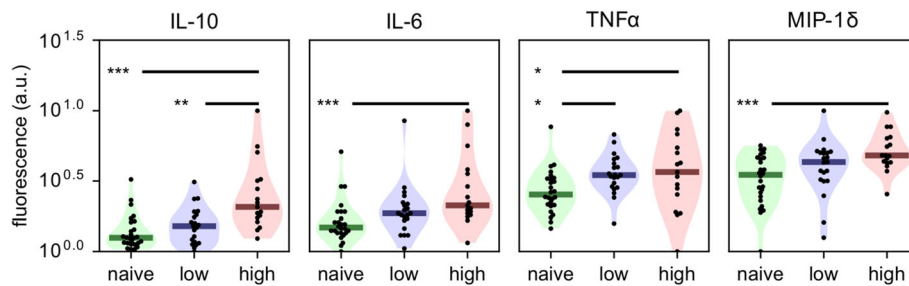 IL-10 IL-6 TNFα MIP-1δ
fluorescence (a.u.)
10^1.5
*** * 
10^1.0 ** *** * ***
10^0.5
10^0.0
naive low high naive low high naive low high naive low high